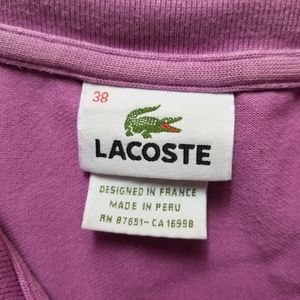 38
LACOSTE
DESIGNED IN FRANCE
MADE IN PERU
RN 87651-CA 16998